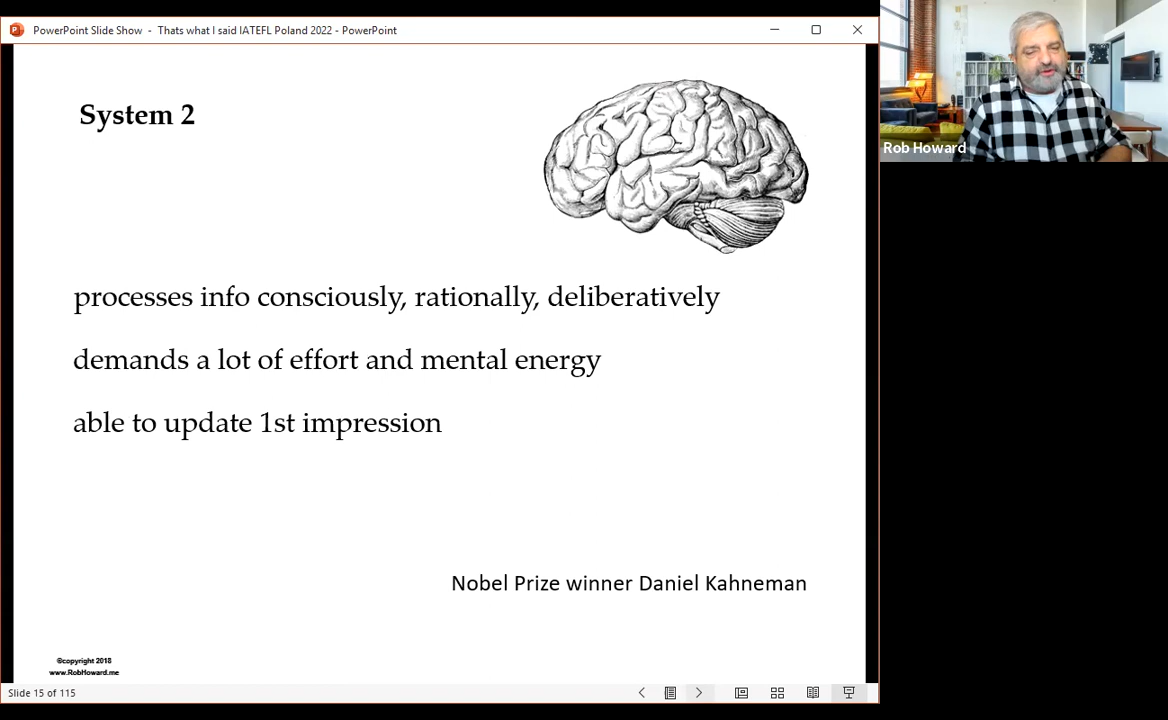 PowerPoint Slide Show - Thats what I said IATEFL Poland 2022 - PowerPoint
Rob Howard
System 2
processes info consciously, rationally, deliberatively
demands a lot of effort and mental energy
able to update 1st impression
Nobel Prize winner Daniel Kahneman
©copyright 2018
www.RobHoward.me
Slide 15 of 115